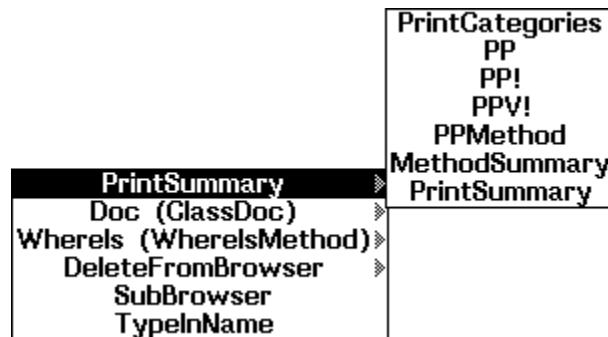 PrintCategories
PP
PP!
PPV!
PPMethod
MethodSummary
PrintSummary
PrintSummary
Doc (ClassDoc)
WhereIs (WhereIsMethod)
DeleteFromBrowser
SubBrowser
TypeInName